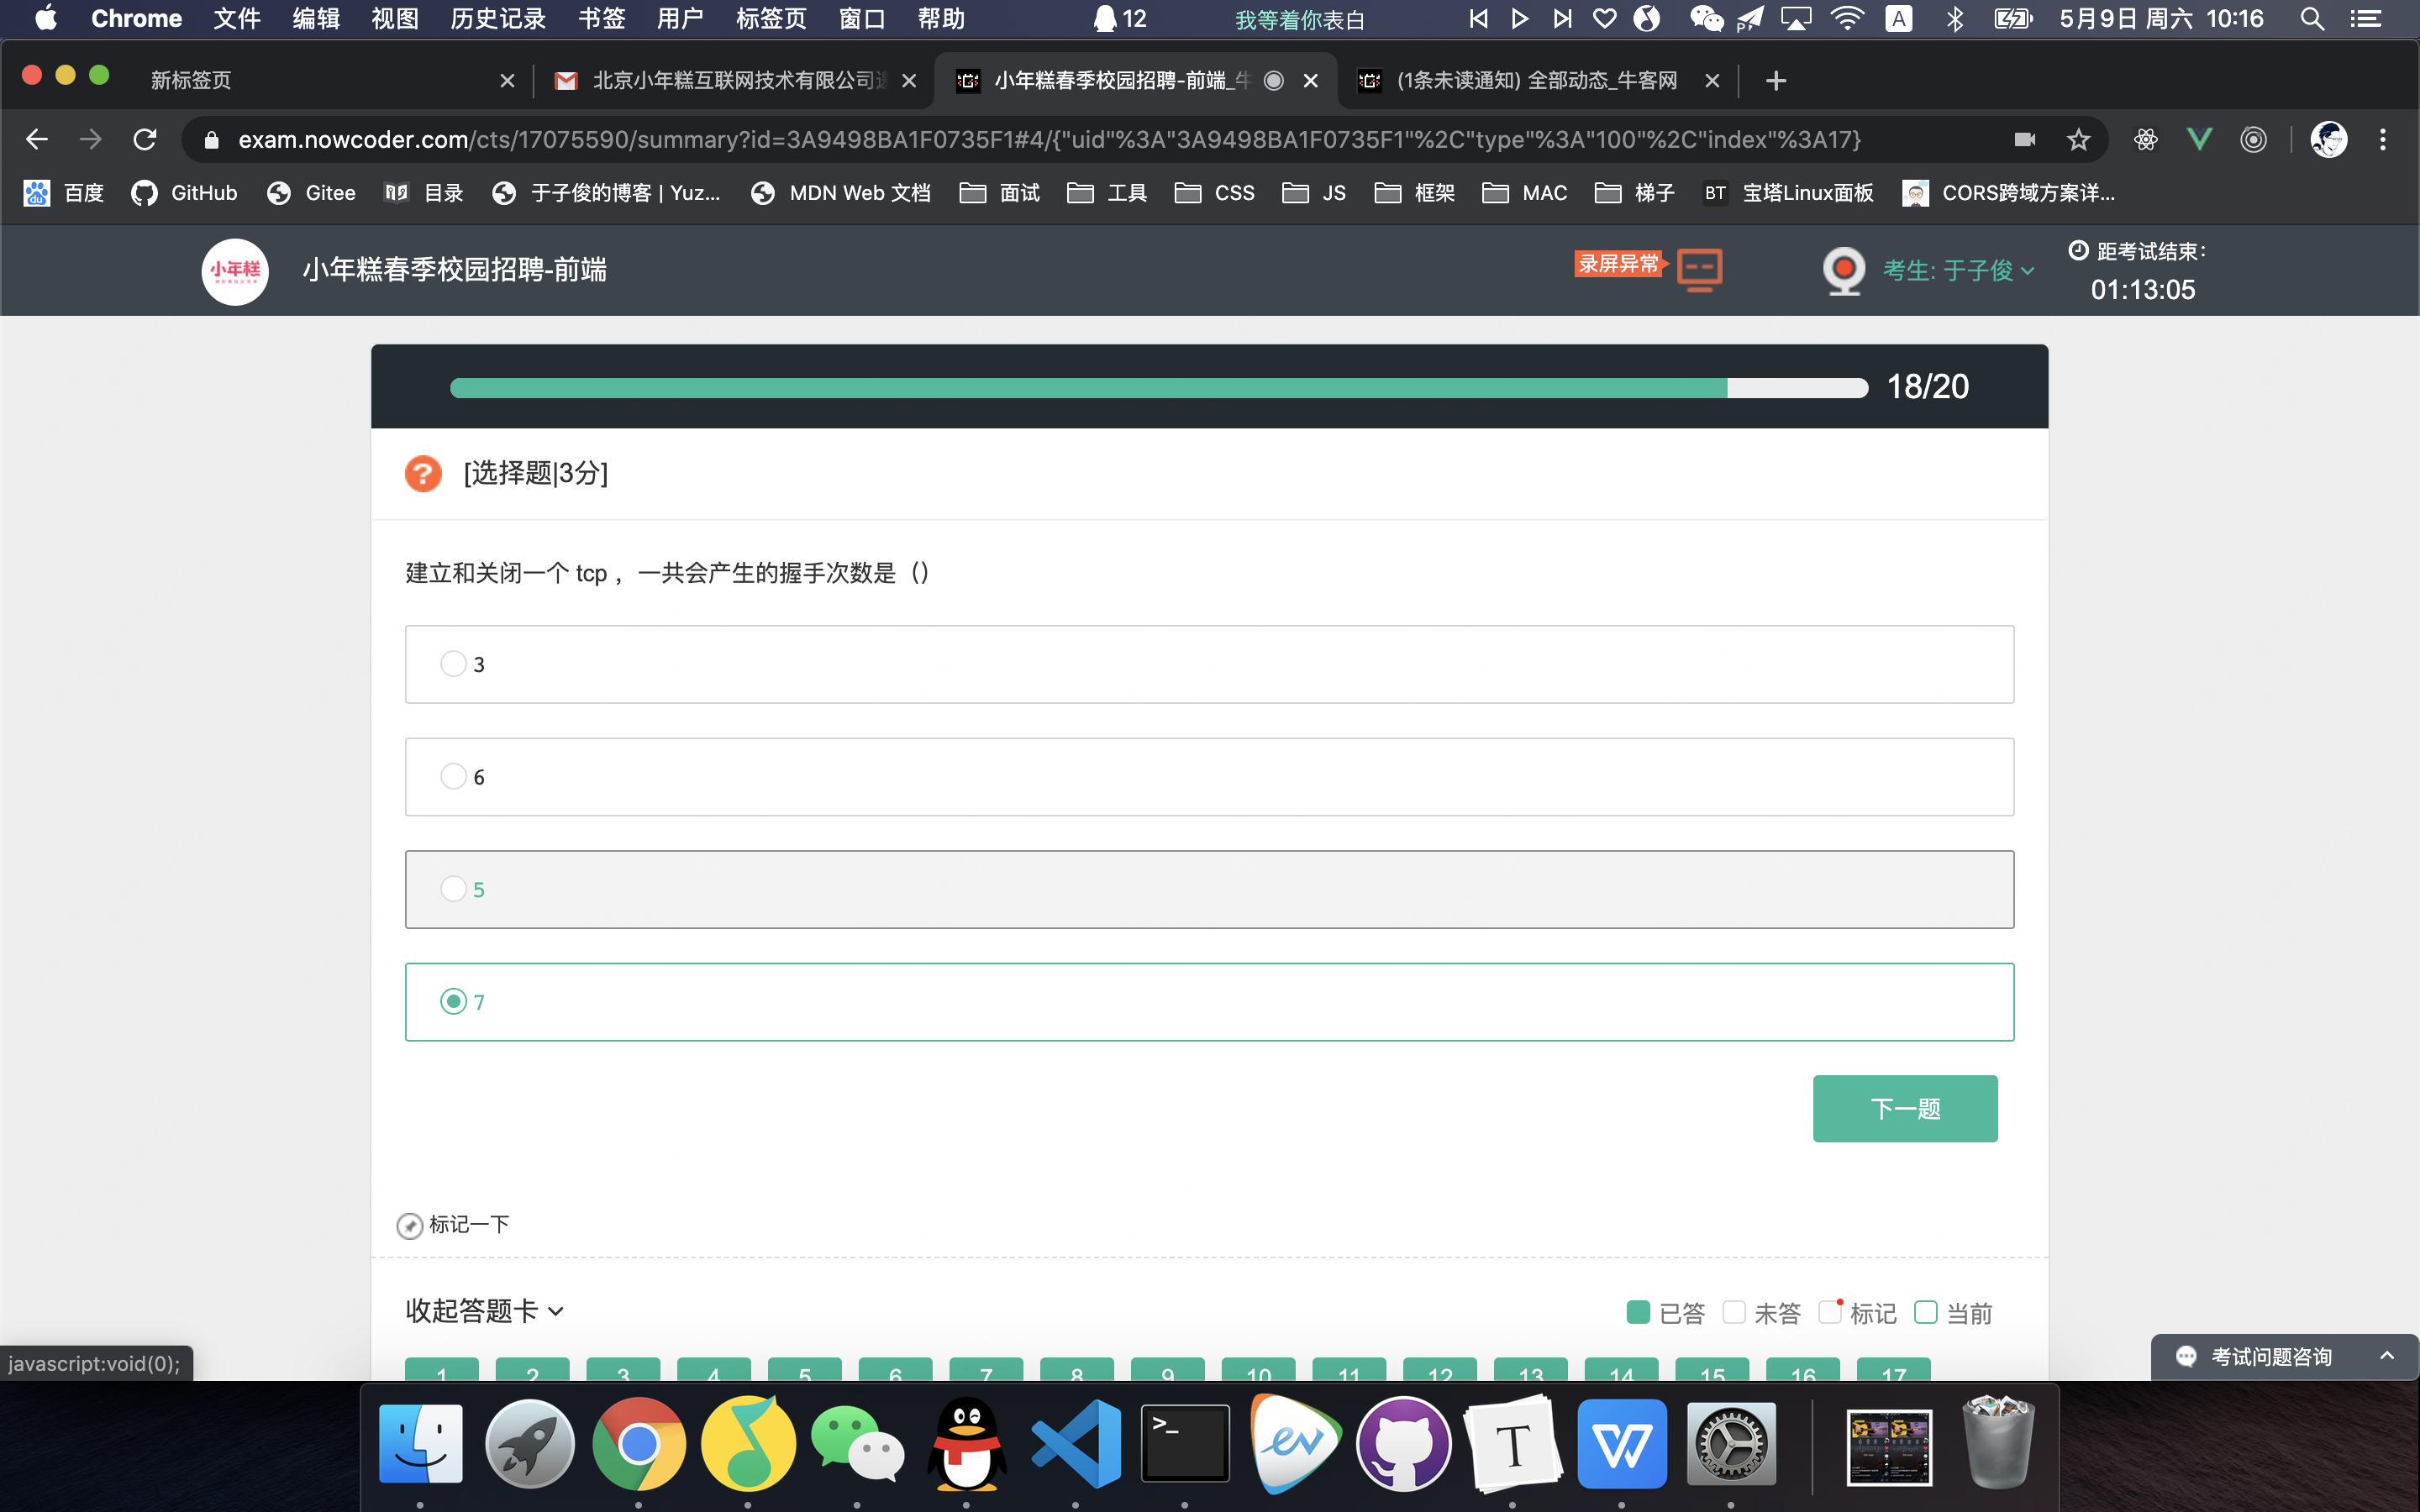 Chrome 文件 编辑 视图 历史记录 书签 用户 标签页 窗口 帮助 12 我等着你表白 A 5月9日 周六 10:16
新标签页 北京小年糕互联网技术有限公司 小年糕春季校园招聘-前端_牛 (1条未读通知) 全部动态_牛客网
exam.nowcoder.com/cts/17075590/summary?id=3A9498BA1F0735F1#4/{"uid"%3A"3A9498BA1F0735F1"%2C"type"%3A"100"%2C"index"%3A17}
百度 GitHub Gitee 目录 于子俊的博客 | Yuz... MDN Web 文档 面试 工具 CSS JS 框架 MAC 梯子 BT 宝塔Linux面板 CORS跨域方案详...
小年糕 小年糕春季校园招聘-前端 录屏异常 考生: 于子俊 距考试结束:
01:13:05
18/20
[选择题|3分]
建立和关闭一个 tcp ，一共会产生的握手次数是（）
3
6
5
7
下一题
标记一下
收起答题卡 已答 未答 标记 当前
javascript:void(0);
1 2 3 4 5 6 7 8 9 10 11 12 13 14 15 16 17
考试问题咨询